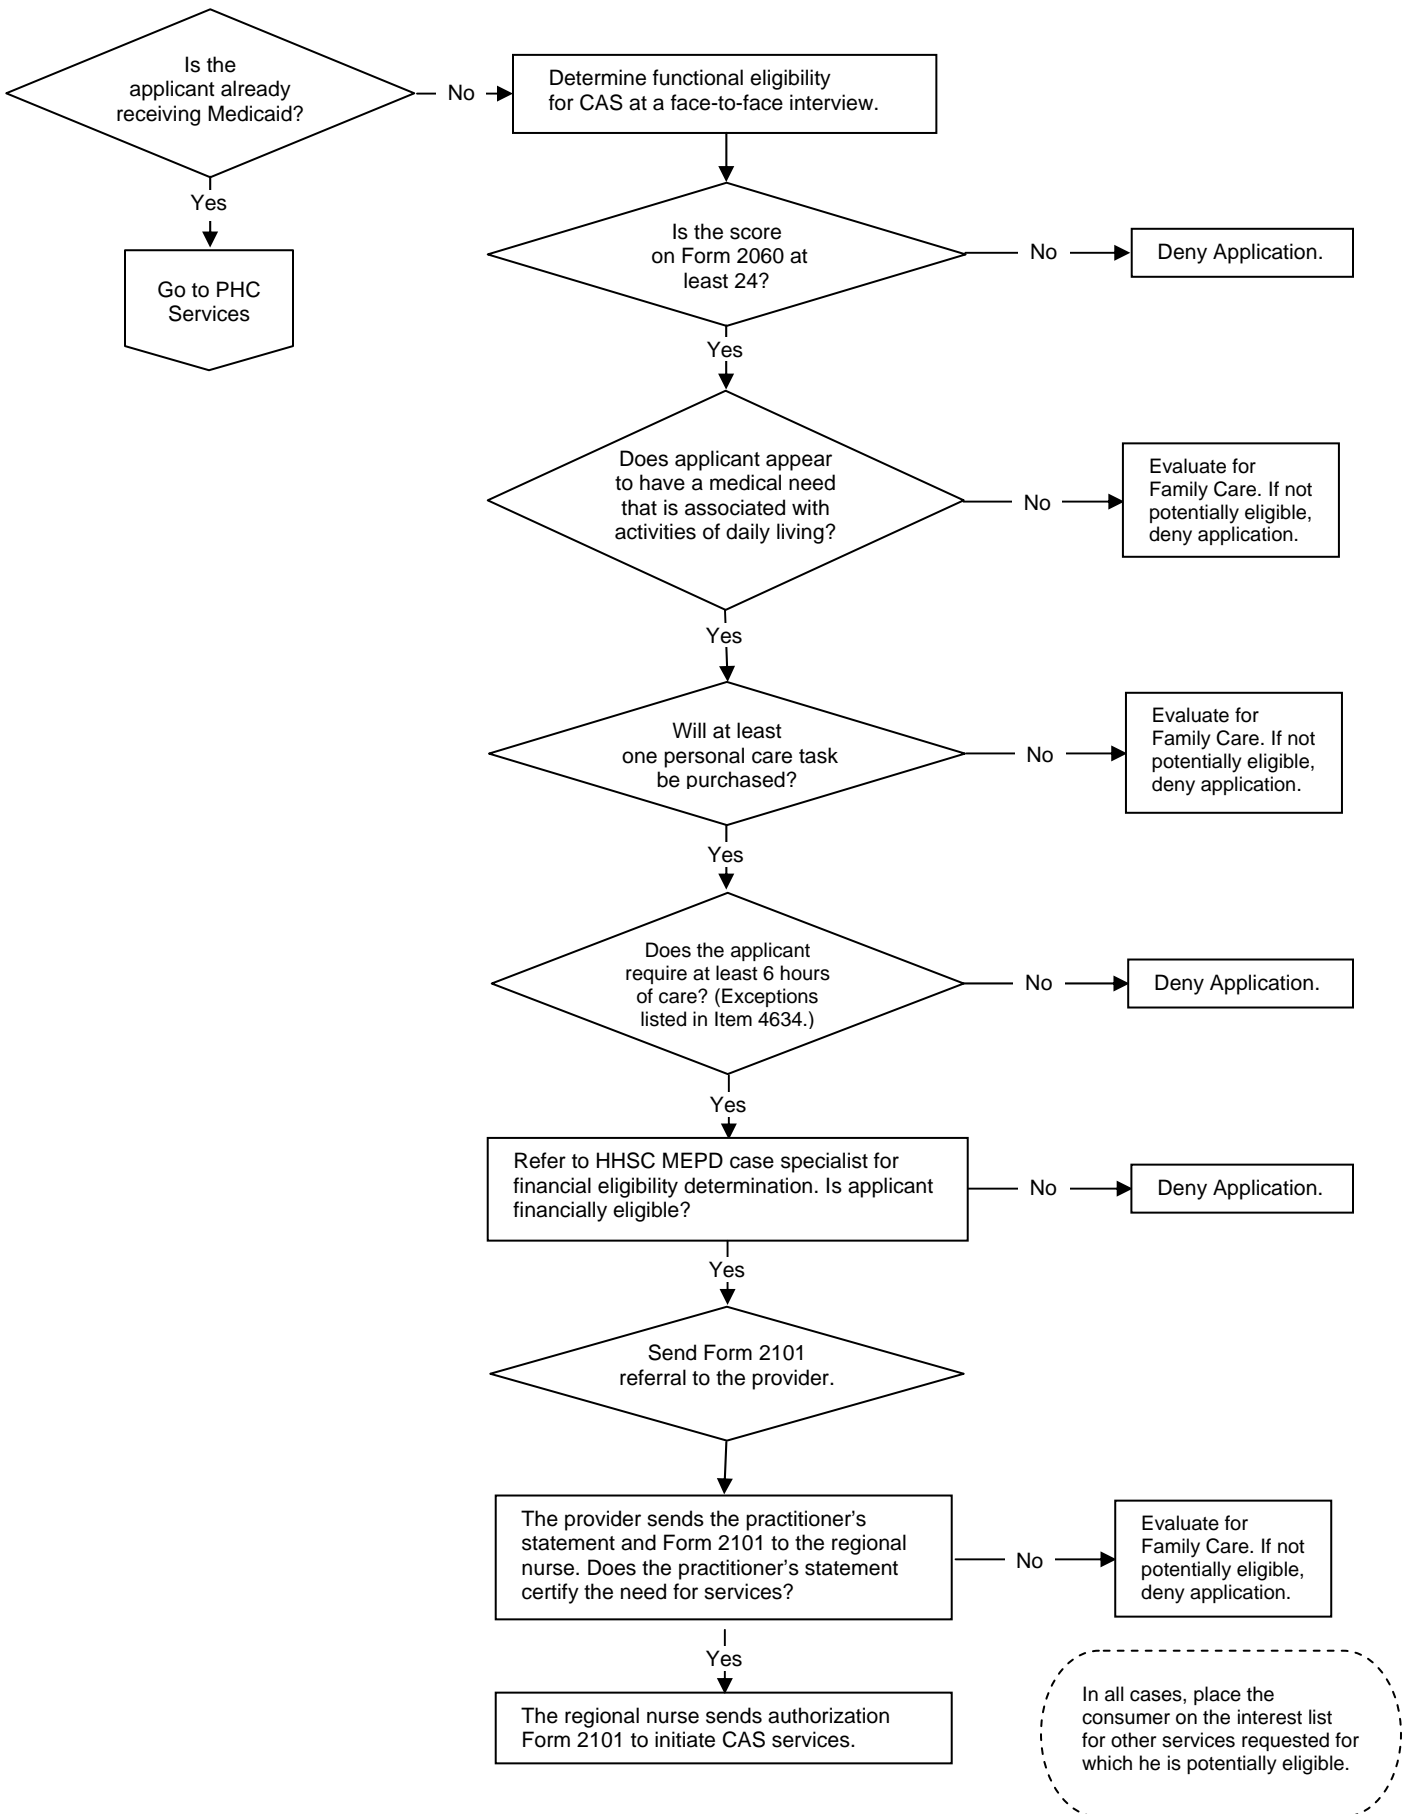 Is the
applicant already
receiving Medicaid?
No
Determine functional eligibility
for CAS at a face-to-face interview.
Yes
Go to PHC
Services
Is the score
on Form 2060 at
least 24?
No
Deny Application.
Yes
Does applicant appear
to have a medical need
that is associated with
activities of daily living?
No
Evaluate for
Family Care. If not
potentially eligible,
deny application.
Yes
Will at least
one personal care task
be purchased?
No
Evaluate for
Family Care. If not
potentially eligible,
deny application.
Yes
Does the applicant
require at least 6 hours
of care? (Exceptions
listed in Item 4634.)
No
Deny Application.
Yes
Refer to HHSC MEPD case specialist for
financial eligibility determination. Is applicant
financially eligible?
No
Deny Application.
Yes
Send Form 2101
referral to the provider.
The provider sends the practitioner’s
statement and Form 2101 to the regional
nurse. Does the practitioner’s statement
certify the need for services?
No
Evaluate for
Family Care. If not
potentially eligible,
deny application.
Yes
The regional nurse sends authorization
Form 2101 to initiate CAS services.
In all cases, place the
consumer on the interest list
for other services requested for
which he is potentially eligible.